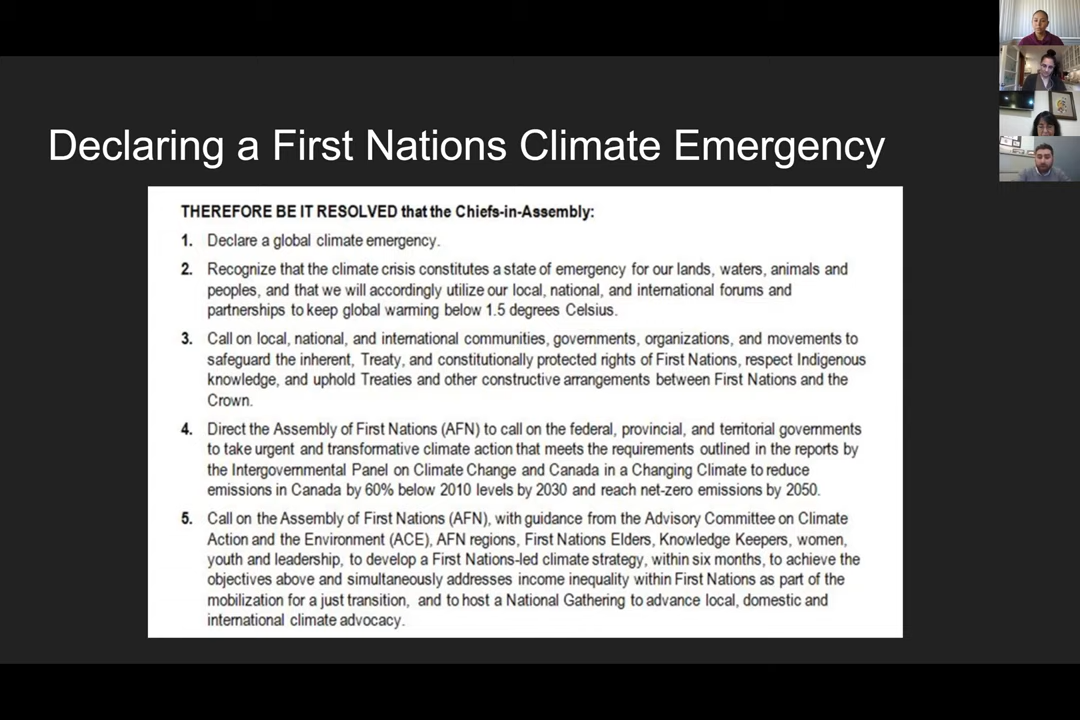 Declaring a First Nations Climate Emergency
THEREFORE BE IT RESOLVED that the Chiefs-in-Assembly:
1. Declare a global climate emergency.
2. Recognize that the climate crisis constitutes a state of emergency for our lands, waters, animals and
peoples, and that we will accordingly utilize our local, national, and international forums and
partnerships to keep global warming below 1.5 degrees Celsius.
3. Call on local, national, and international communities, governments, organizations, and movements to
safeguard the inherent, Treaty, and constitutionally protected rights of First Nations, respect Indigenous
knowledge, and uphold Treaties and other constructive arrangements between First Nations and the
Crown.
4. Direct the Assembly of First Nations (AFN) to call on the federal, provincial, and territorial governments
to take urgent and transformative climate action that meets the requirements outlined in the reports by
the Intergovernmental Panel on Climate Change and Canada in a Changing Climate to reduce
emissions in Canada by 60% below 2010 levels by 2030 and reach net-zero emissions by 2050.
5. Call on the Assembly of First Nations (AFN), with guidance from the Advisory Committee on Climate
Action and the Environment (ACE), AFN regions, First Nations Elders, Knowledge Keepers, women,
youth and leadership, to develop a First Nations-led climate strategy, within six months, to achieve the
objectives above and simultaneously addresses income inequality within First Nations as part of the
mobilization for a just transition, and to host a National Gathering to advance local, domestic and
international climate advocacy.